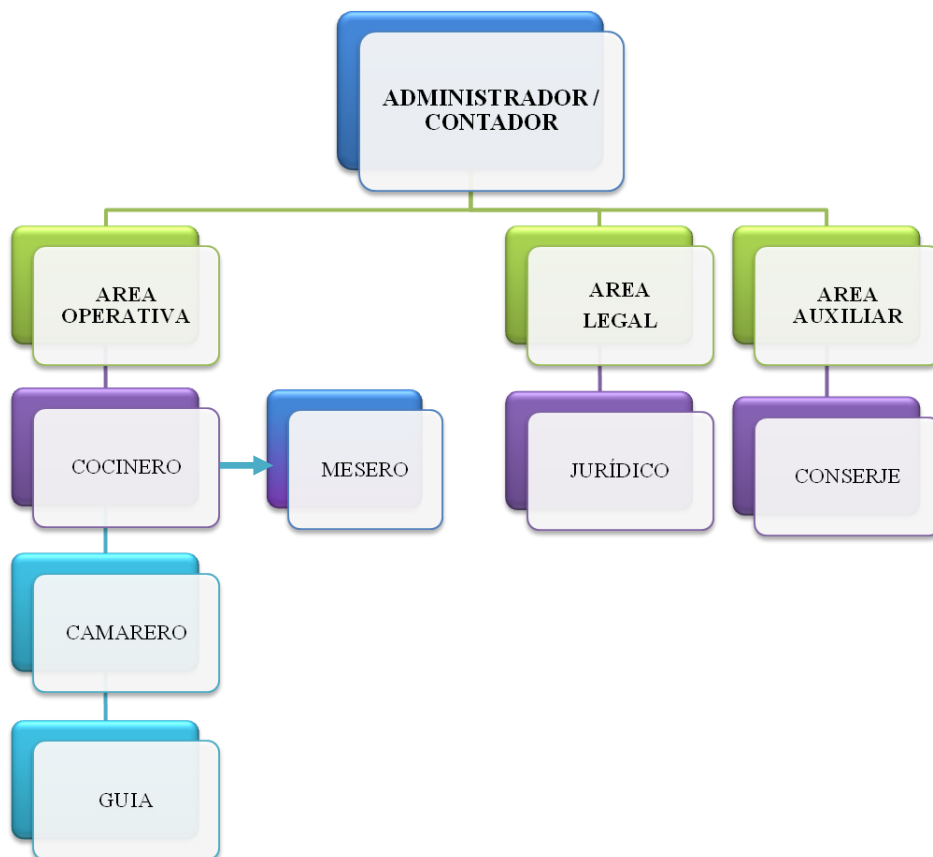 ADMINISTRADOR /
CONTADOR
AREA
OPERATIVA
AREA
LEGAL
AREA
AUXILIAR
COCINERO
MESERO
JURÍDICO
CONSERJE
CAMARERO
GUIA